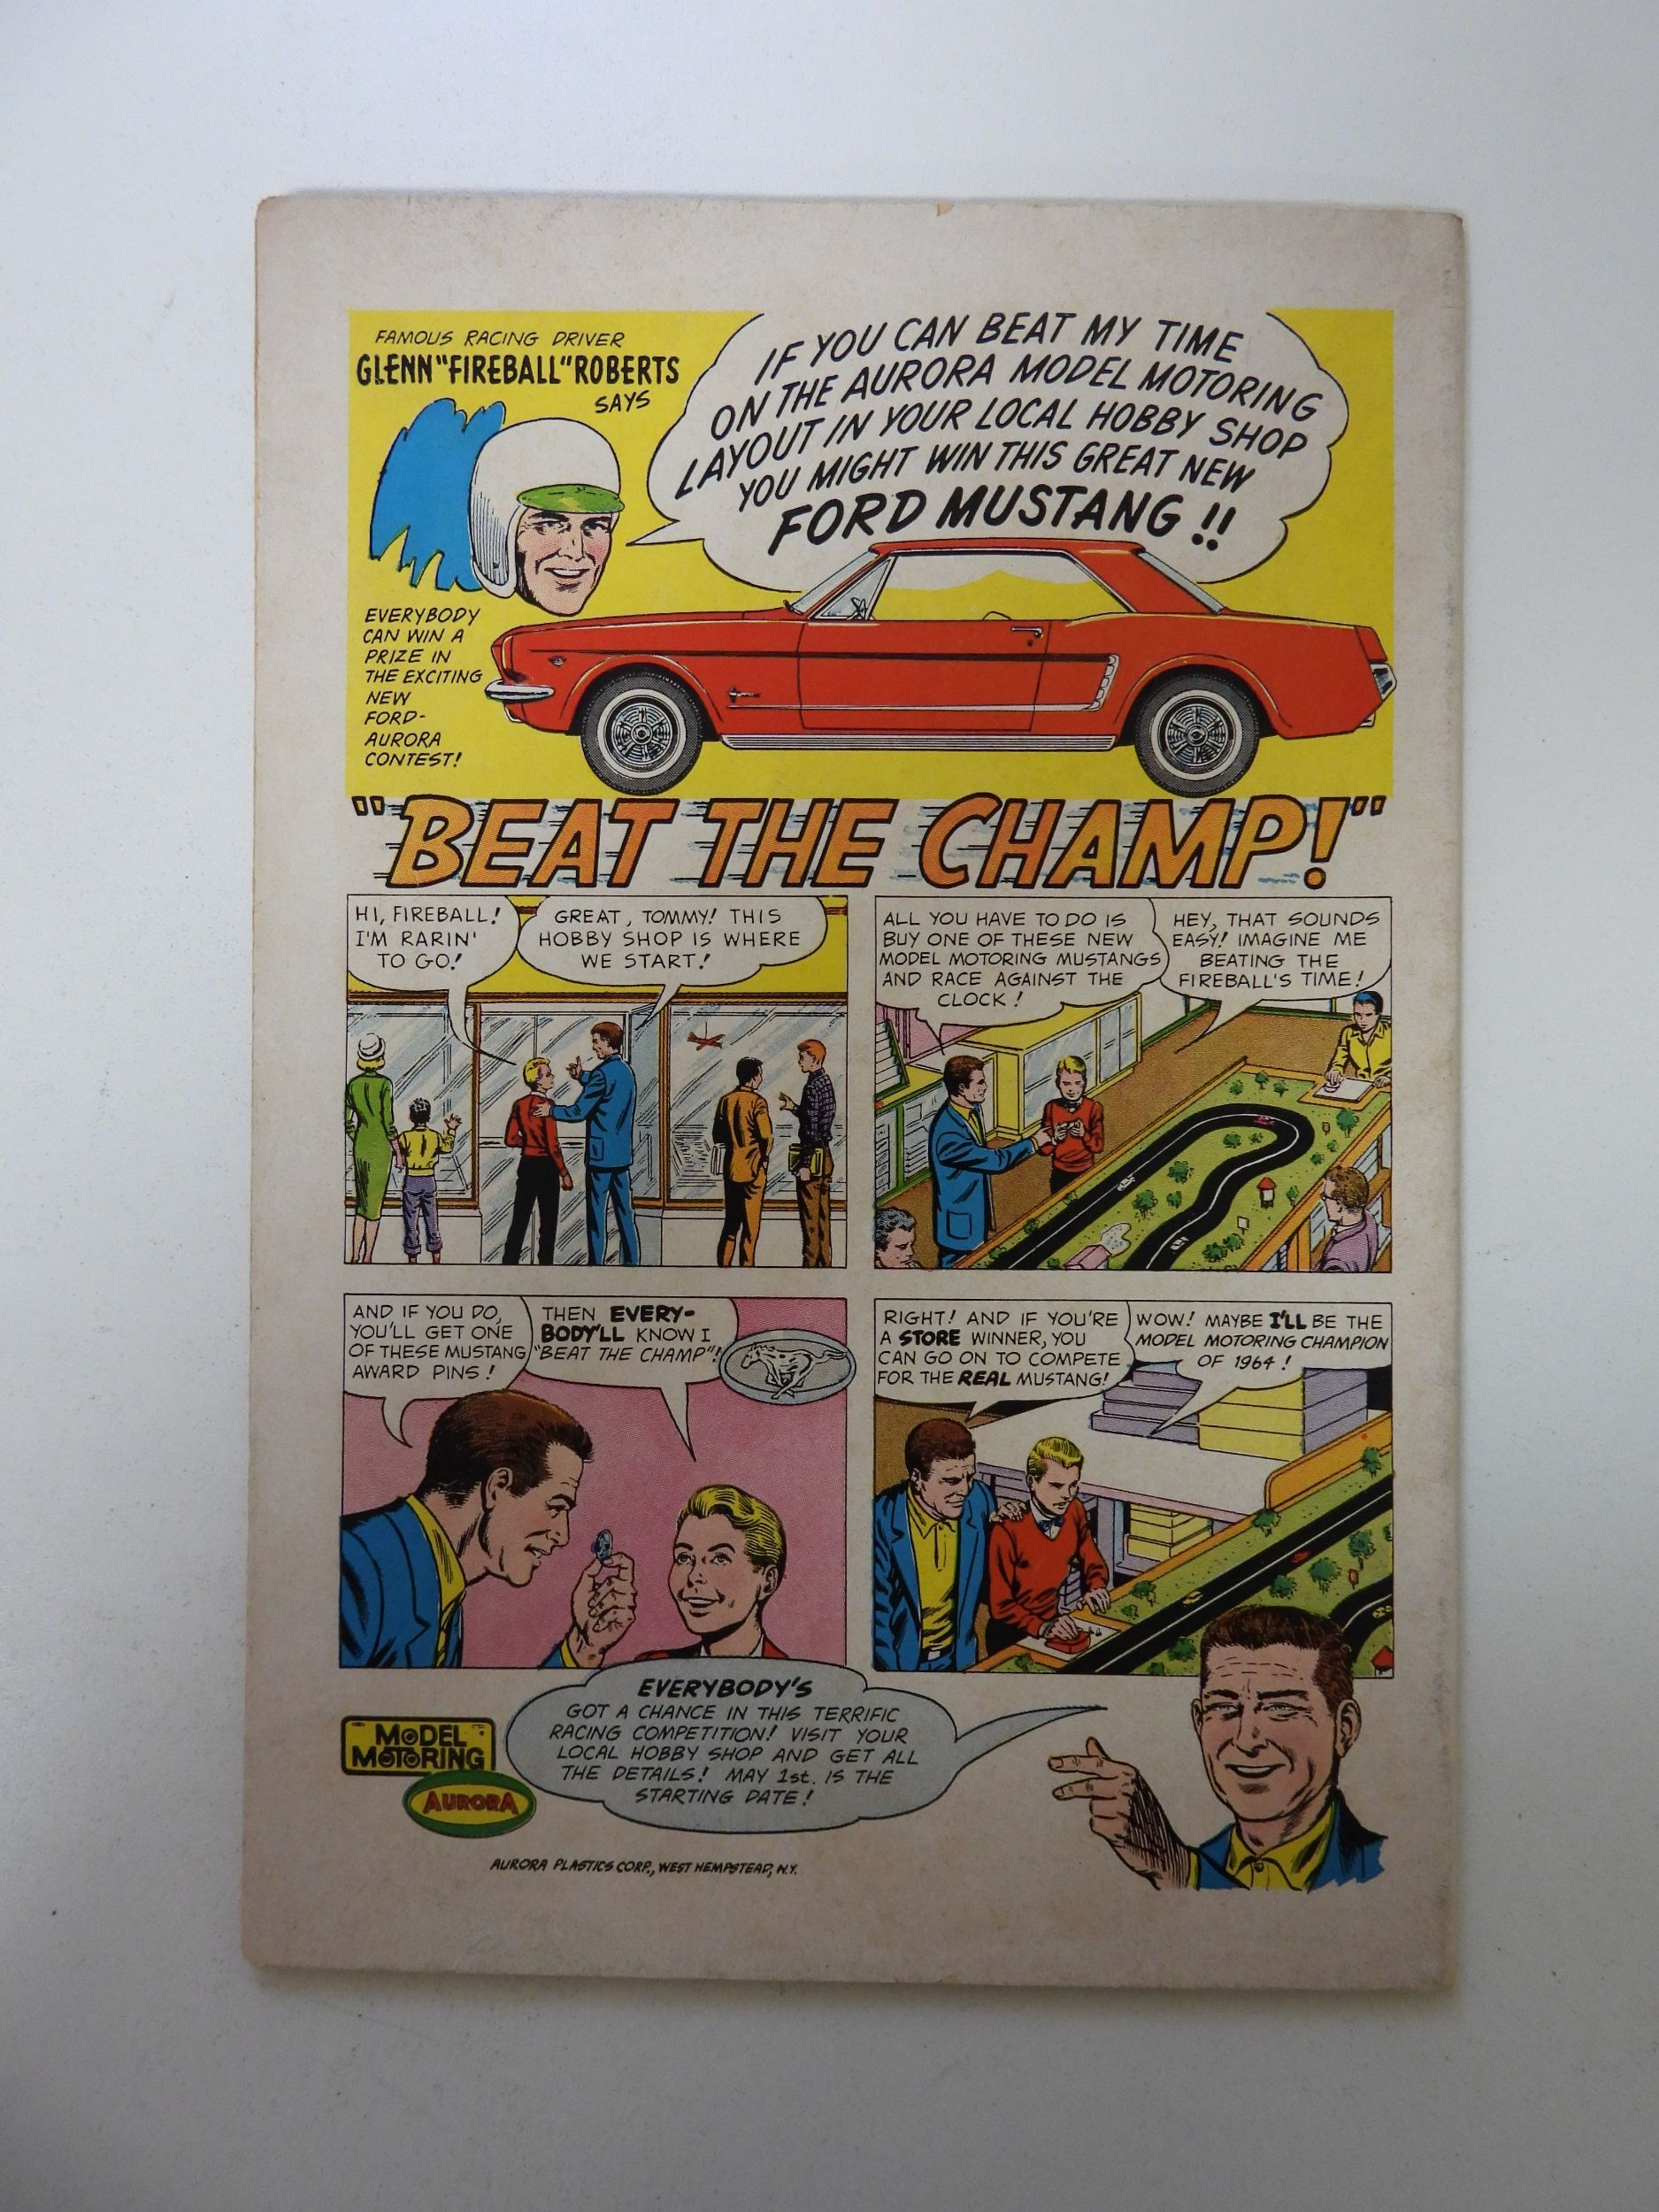 FAMOUS RACING DRIVER
GLENN "FIREBALL" ROBERTS
SAYS
IF YOU CAN BEAT MY TIME
ON THE AURORA MODEL MOTORING
LAYOUT IN YOUR LOCAL HOBBY SHOP
YOU MIGHT WIN THIS GREAT NEW
FORD MUSTANG !!
EVERYBODY
CAN WIN A
PRIZE IN
THE EXCITING
NEW
FORD-
AURORA
CONTEST!
"BEAT THE CHAMP!"
HI, FIREBALL!
I'M RARIN'
TO GO!
GREAT, TOMMY! THIS
HOBBY SHOP IS WHERE
WE START!
ALL YOU HAVE TO DO IS
BUY ONE OF THESE NEW
MODEL MOTORING MUSTANGS
AND RACE AGAINST THE
CLOCK!
HEY, THAT SOUNDS
EASY! IMAGINE ME
BEATING THE
FIREBALL'S TIME!
AND IF YOU DO,
YOU'LL GET ONE
OF THESE MUSTANG
AWARD PINS!
THEN EVERY-
BODY'LL KNOW I
"BEAT THE CHAMP"!
RIGHT! AND IF YOU'RE
A STORE WINNER, YOU
CAN GO ON TO COMPETE
FOR THE REAL MUSTANG!
WOW! MAYBE I'LL BE THE
MODEL MOTORING CHAMPION
OF 1964!
EVERYBODY'S
GOT A CHANCE IN THIS TERRIFIC
RACING COMPETITION! VISIT YOUR
LOCAL HOBBY SHOP AND GET ALL
THE DETAILS! MAY 1st. IS THE
STARTING DATE!
MODEL
MOTORING
AURORA
AURORA PLASTICS CORP., WEST HEMPSTEAD, N.Y.